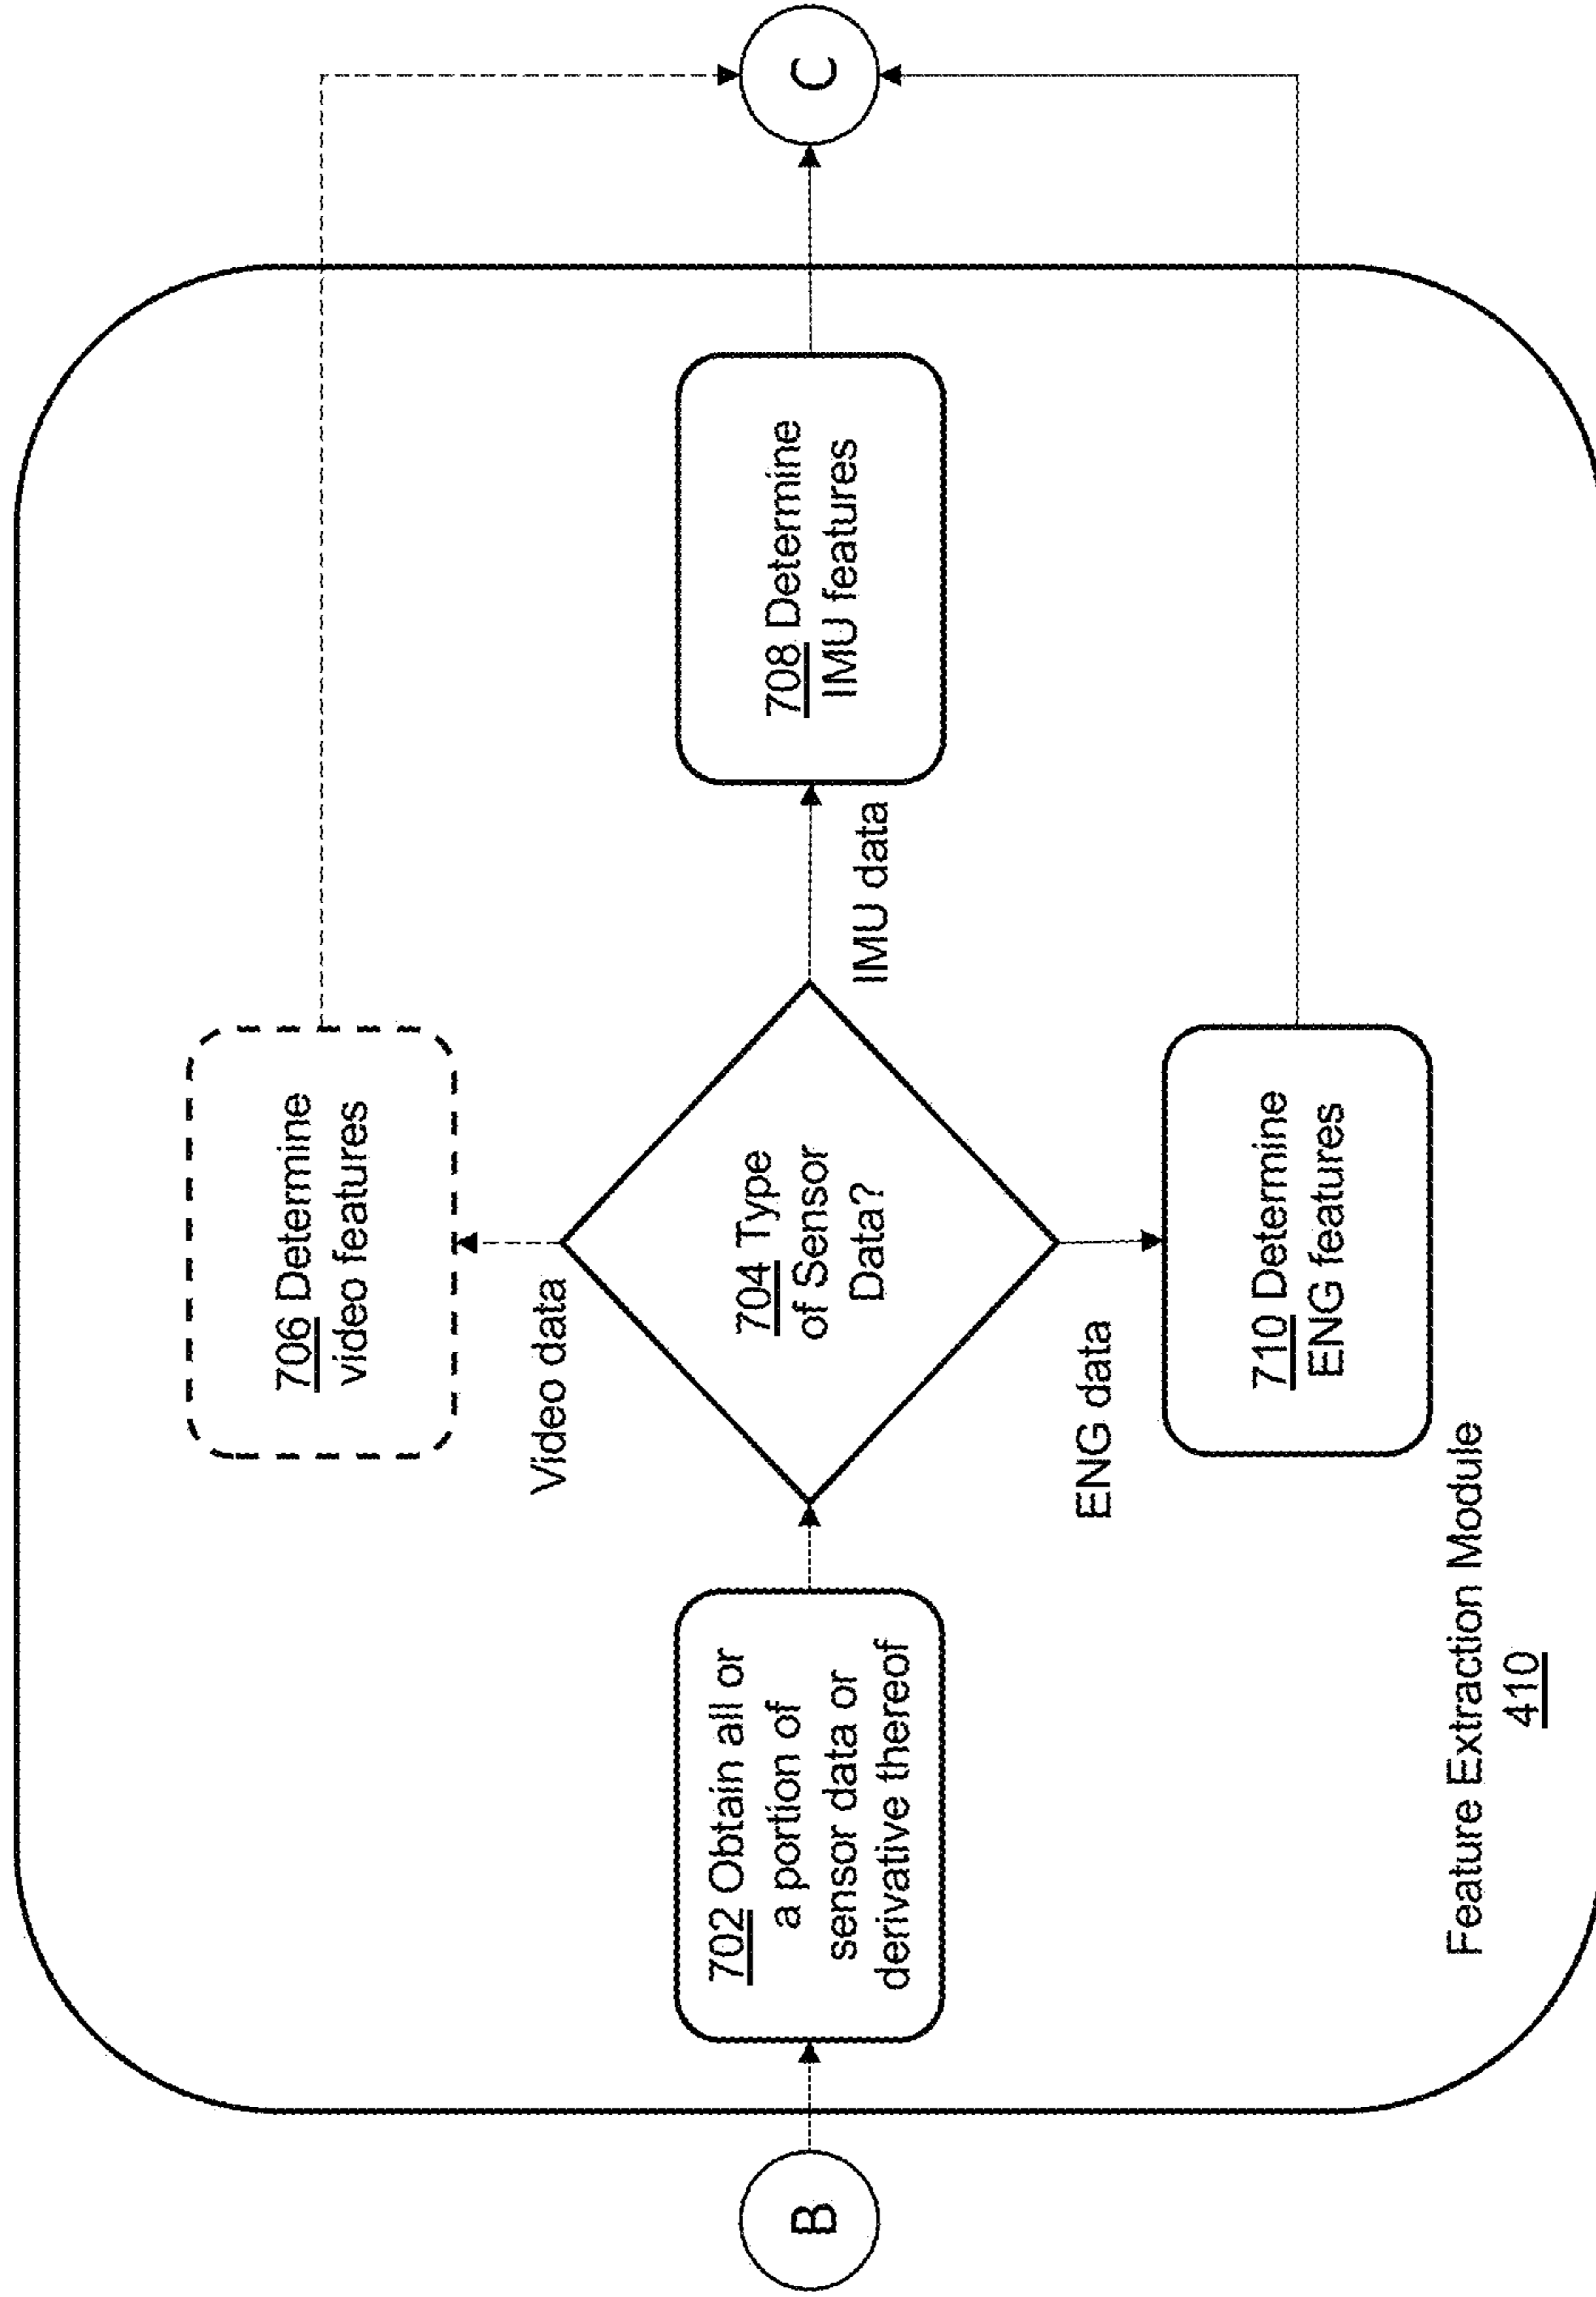 B
702 Obtain all or
a portion of
sensor data or
derivative thereof
704 Type
of Sensor
Data?
Video data
706 Determine
video features
IMU data
708 Determine
IMU features
ENG data
710 Determine
ENG features
C
Feature Extraction Module
410